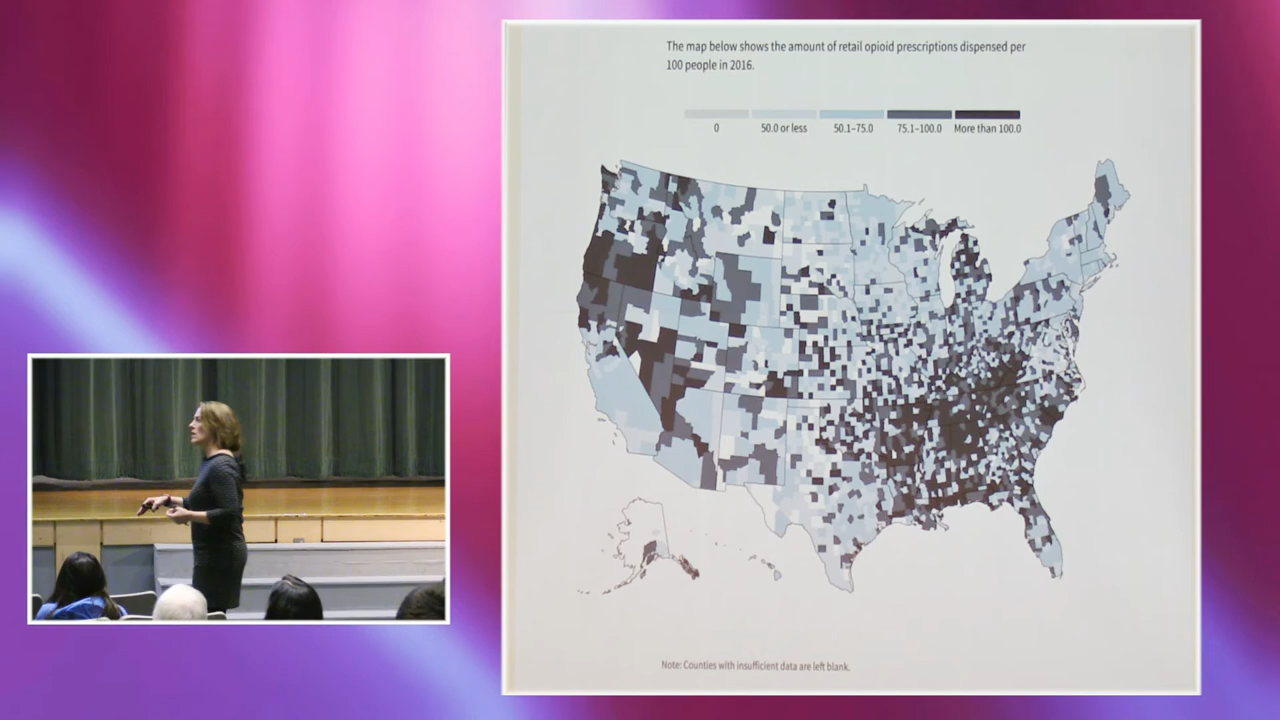 The map below shows the amount of retail opioid prescriptions dispensed per
100 people in 2016.
0 50.0 or less 50.1–75.0 75.1–100.0 More than 100.0
Note: Counties with insufficient data are left blank.